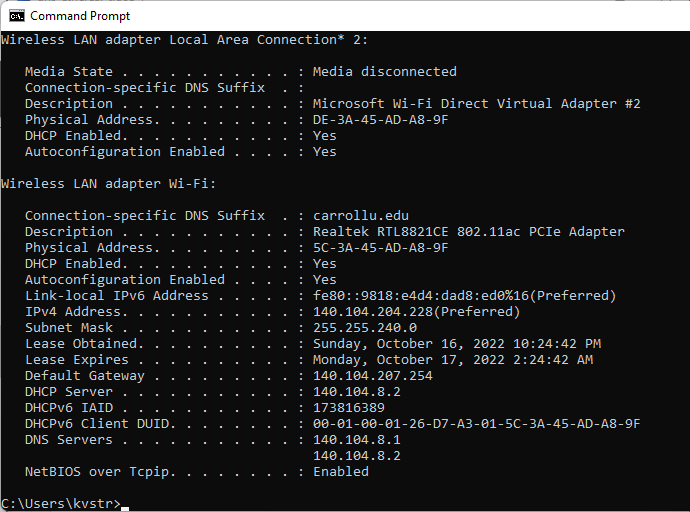 Command Prompt
Wireless LAN adapter Local Area Connection* 2:
Media State . . . . . . . . . . . : Media disconnected
Connection-specific DNS Suffix  . :
Description . . . . . . . . . . . : Microsoft Wi-Fi Direct Virtual Adapter #2
Physical Address. . . . . . . . . : DE-3A-45-AD-A8-9F
DHCP Enabled. . . . . . . . . . . : Yes
Autoconfiguration Enabled . . . . : Yes
Wireless LAN adapter Wi-Fi:
Connection-specific DNS Suffix  . : carrollu.edu
Description . . . . . . . . . . . : Realtek RTL8821CE 802.11ac PCIe Adapter
Physical Address. . . . . . . . . : 5C-3A-45-AD-A8-9F
DHCP Enabled. . . . . . . . . . . : Yes
Autoconfiguration Enabled . . . . : Yes
Link-local IPv6 Address . . . . . : fe80::9818:e4d4:dad8:ed0%16(Preferred)
IPv4 Address. . . . . . . . . . . : 140.104.204.228(Preferred)
Subnet Mask . . . . . . . . . . . : 255.255.240.0
Lease Obtained. . . . . . . . . . : Sunday, October 16, 2022 10:24:42 PM
Lease Expires . . . . . . . . . . : Monday, October 17, 2022 2:24:42 AM
Default Gateway . . . . . . . . . : 140.104.207.254
DHCP Server . . . . . . . . . . . : 140.104.8.2
DHCPv6 IAID . . . . . . . . . . . : 173816389
DHCPv6 Client DUID. . . . . . . . : 00-01-00-01-26-D7-A3-01-5C-3A-45-AD-A8-9F
DNS Servers . . . . . . . . . . . : 140.104.8.1
140.104.8.2
NetBIOS over Tcpip. . . . . . . . : Enabled
C:\Users\kvstr>